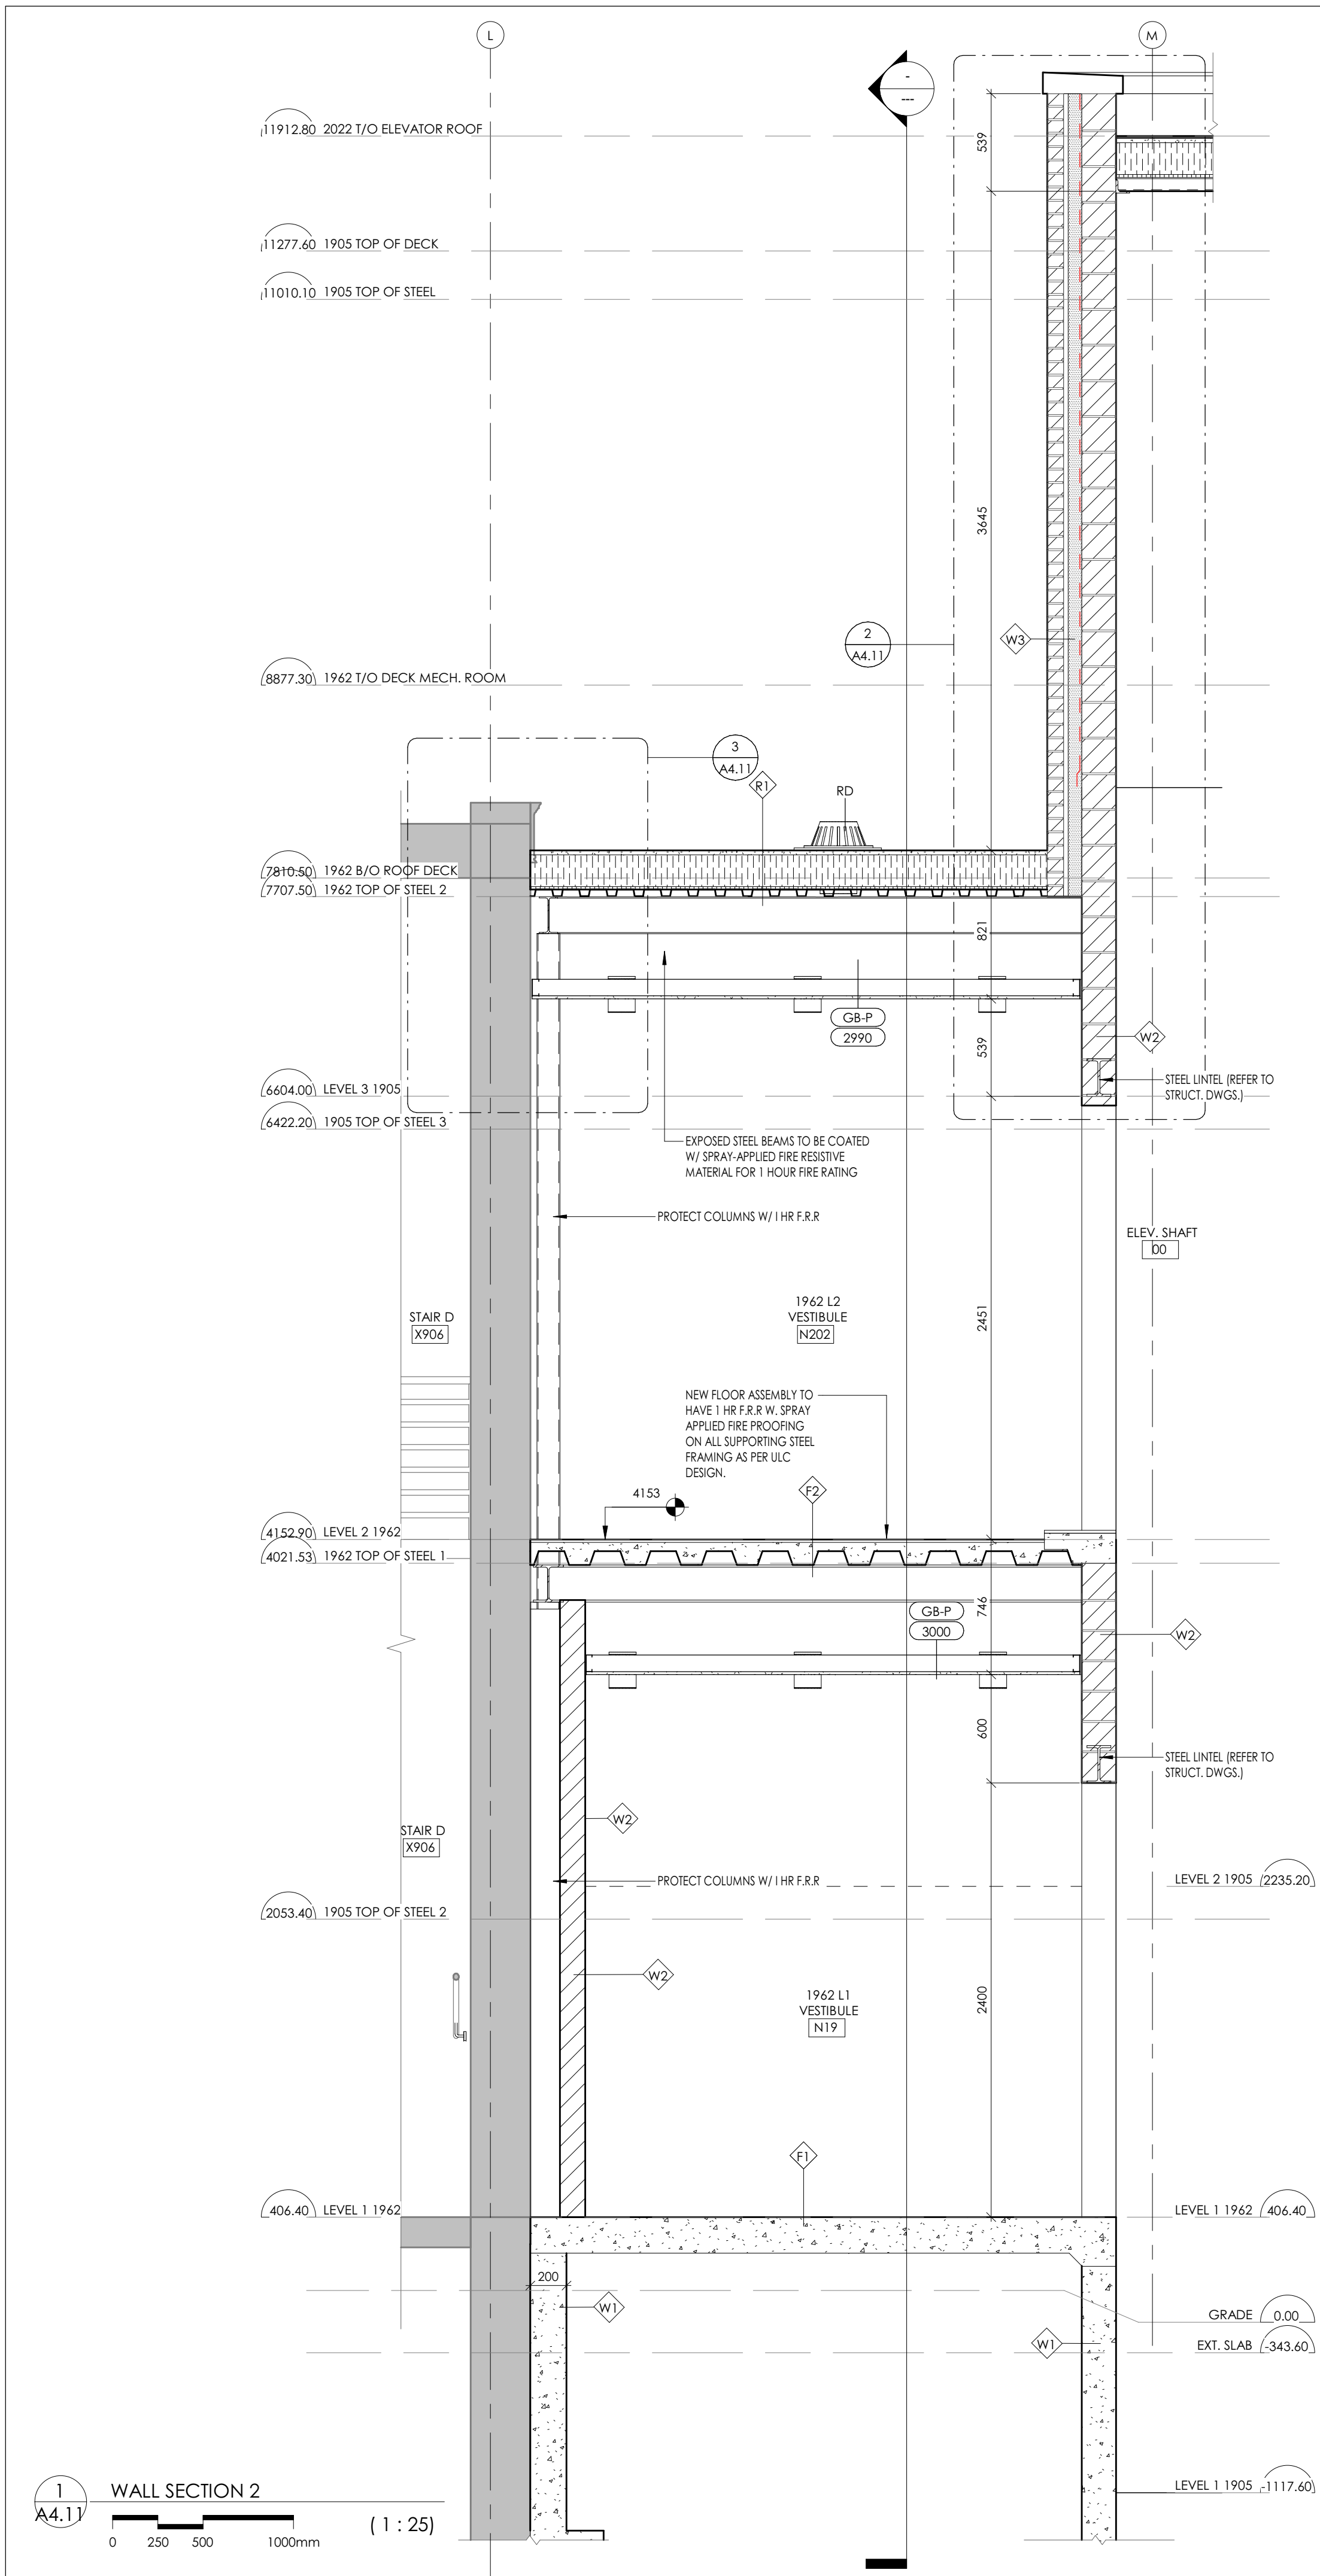 L
M
-
---
11912.80 2022 T/O ELEVATOR ROOF
539
11277.60 1905 TOP OF DECK
11010.10 1905 TOP OF STEEL
3645
2
A4.11
W3
8877.30 1962 T/O DECK MECH. ROOM
3
A4.11
R1
RD
7810.50 1962 B/O ROOF DECK
7707.50 1962 TOP OF STEEL 2
821
GB-P
2990
539
W2
STEEL LINTEL (REFER TO
STRUCT. DWGS.)
6604.00 LEVEL 3 1905
6422.20 1905 TOP OF STEEL 3
EXPOSED STEEL BEAMS TO BE COATED
W/ SPRAY-APPLIED FIRE RESISTIVE
MATERIAL FOR 1 HOUR FIRE RATING
PROTECT COLUMNS W/ I HR F.R.R
ELEV. SHAFT
00
STAIR D
X906
1962 L2
VESTIBULE
N202
2451
NEW FLOOR ASSEMBLY TO
HAVE 1 HR F.R.R W. SPRAY
APPLIED FIRE PROOFING
ON ALL SUPPORTING STEEL
FRAMING AS PER ULC
DESIGN.
4153
F2
4152.90 LEVEL 2 1962
4021.53 1962 TOP OF STEEL 1
746
GB-P
3000
W2
600
STEEL LINTEL (REFER TO
STRUCT. DWGS.)
W2
STAIR D
X906
PROTECT COLUMNS W/ I HR F.R.R
LEVEL 2 1905 2235.20
2053.40 1905 TOP OF STEEL 2
W2
1962 L1
VESTIBULE
N19
2400
F1
406.40 LEVEL 1 1962
LEVEL 1 1962 406.40
200
W1
GRADE 0.00
W1
EXT. SLAB -343.60
LEVEL 1 1905 -1117.60
1
A4.11
WALL SECTION 2
( 1 : 25)
0 250 500 1000mm